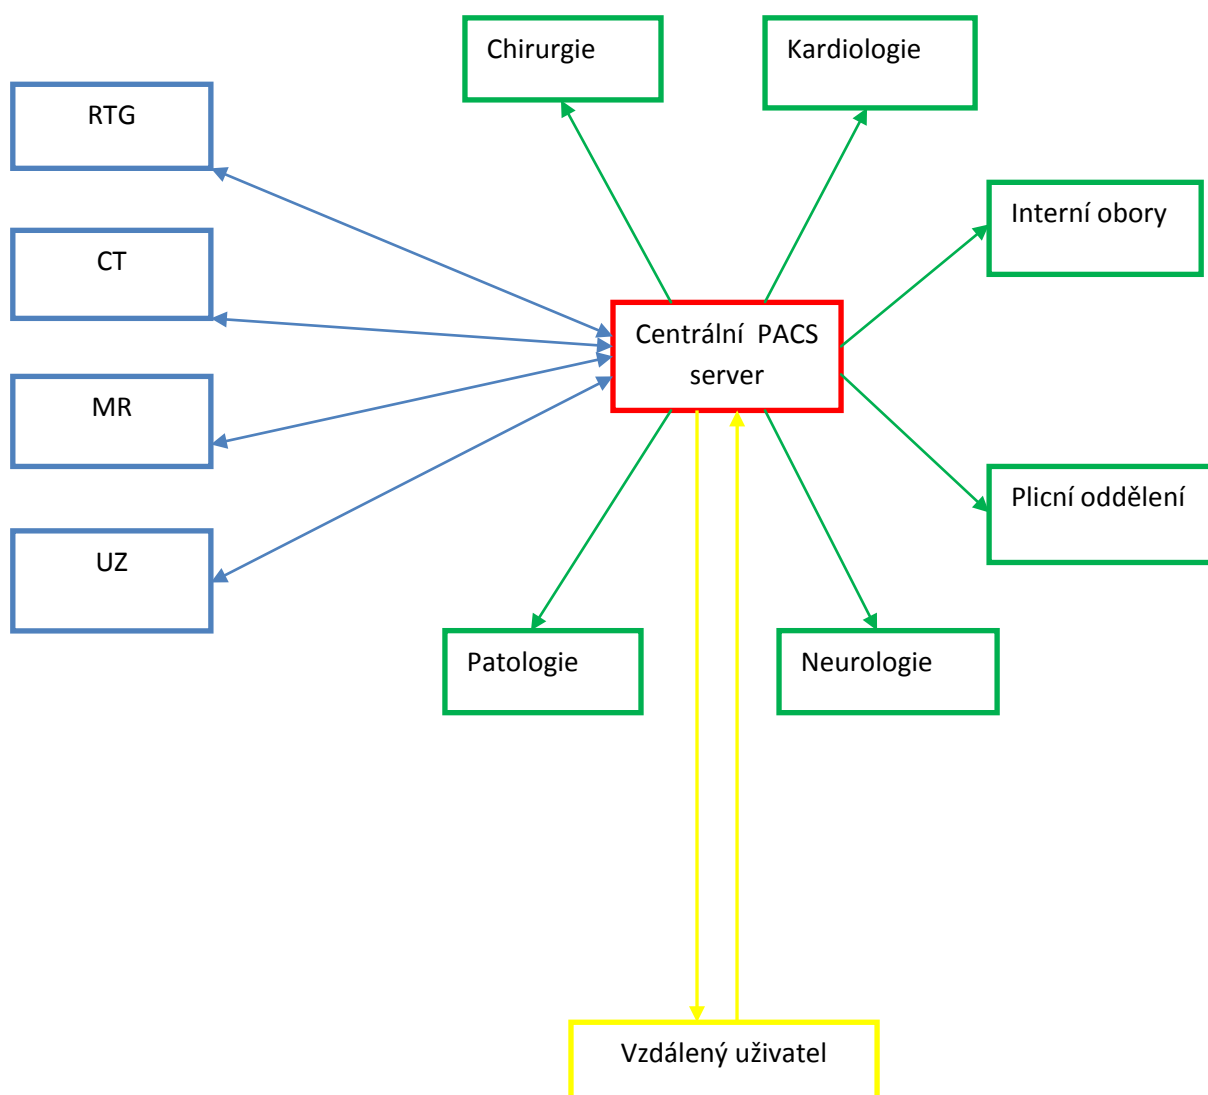 Chirurgie
Kardiologie
RTG
Interní obory
CT
Centrální PACS
server
MR
Plicní oddělení
UZ
Patologie
Neurologie
Vzdálený uživatel